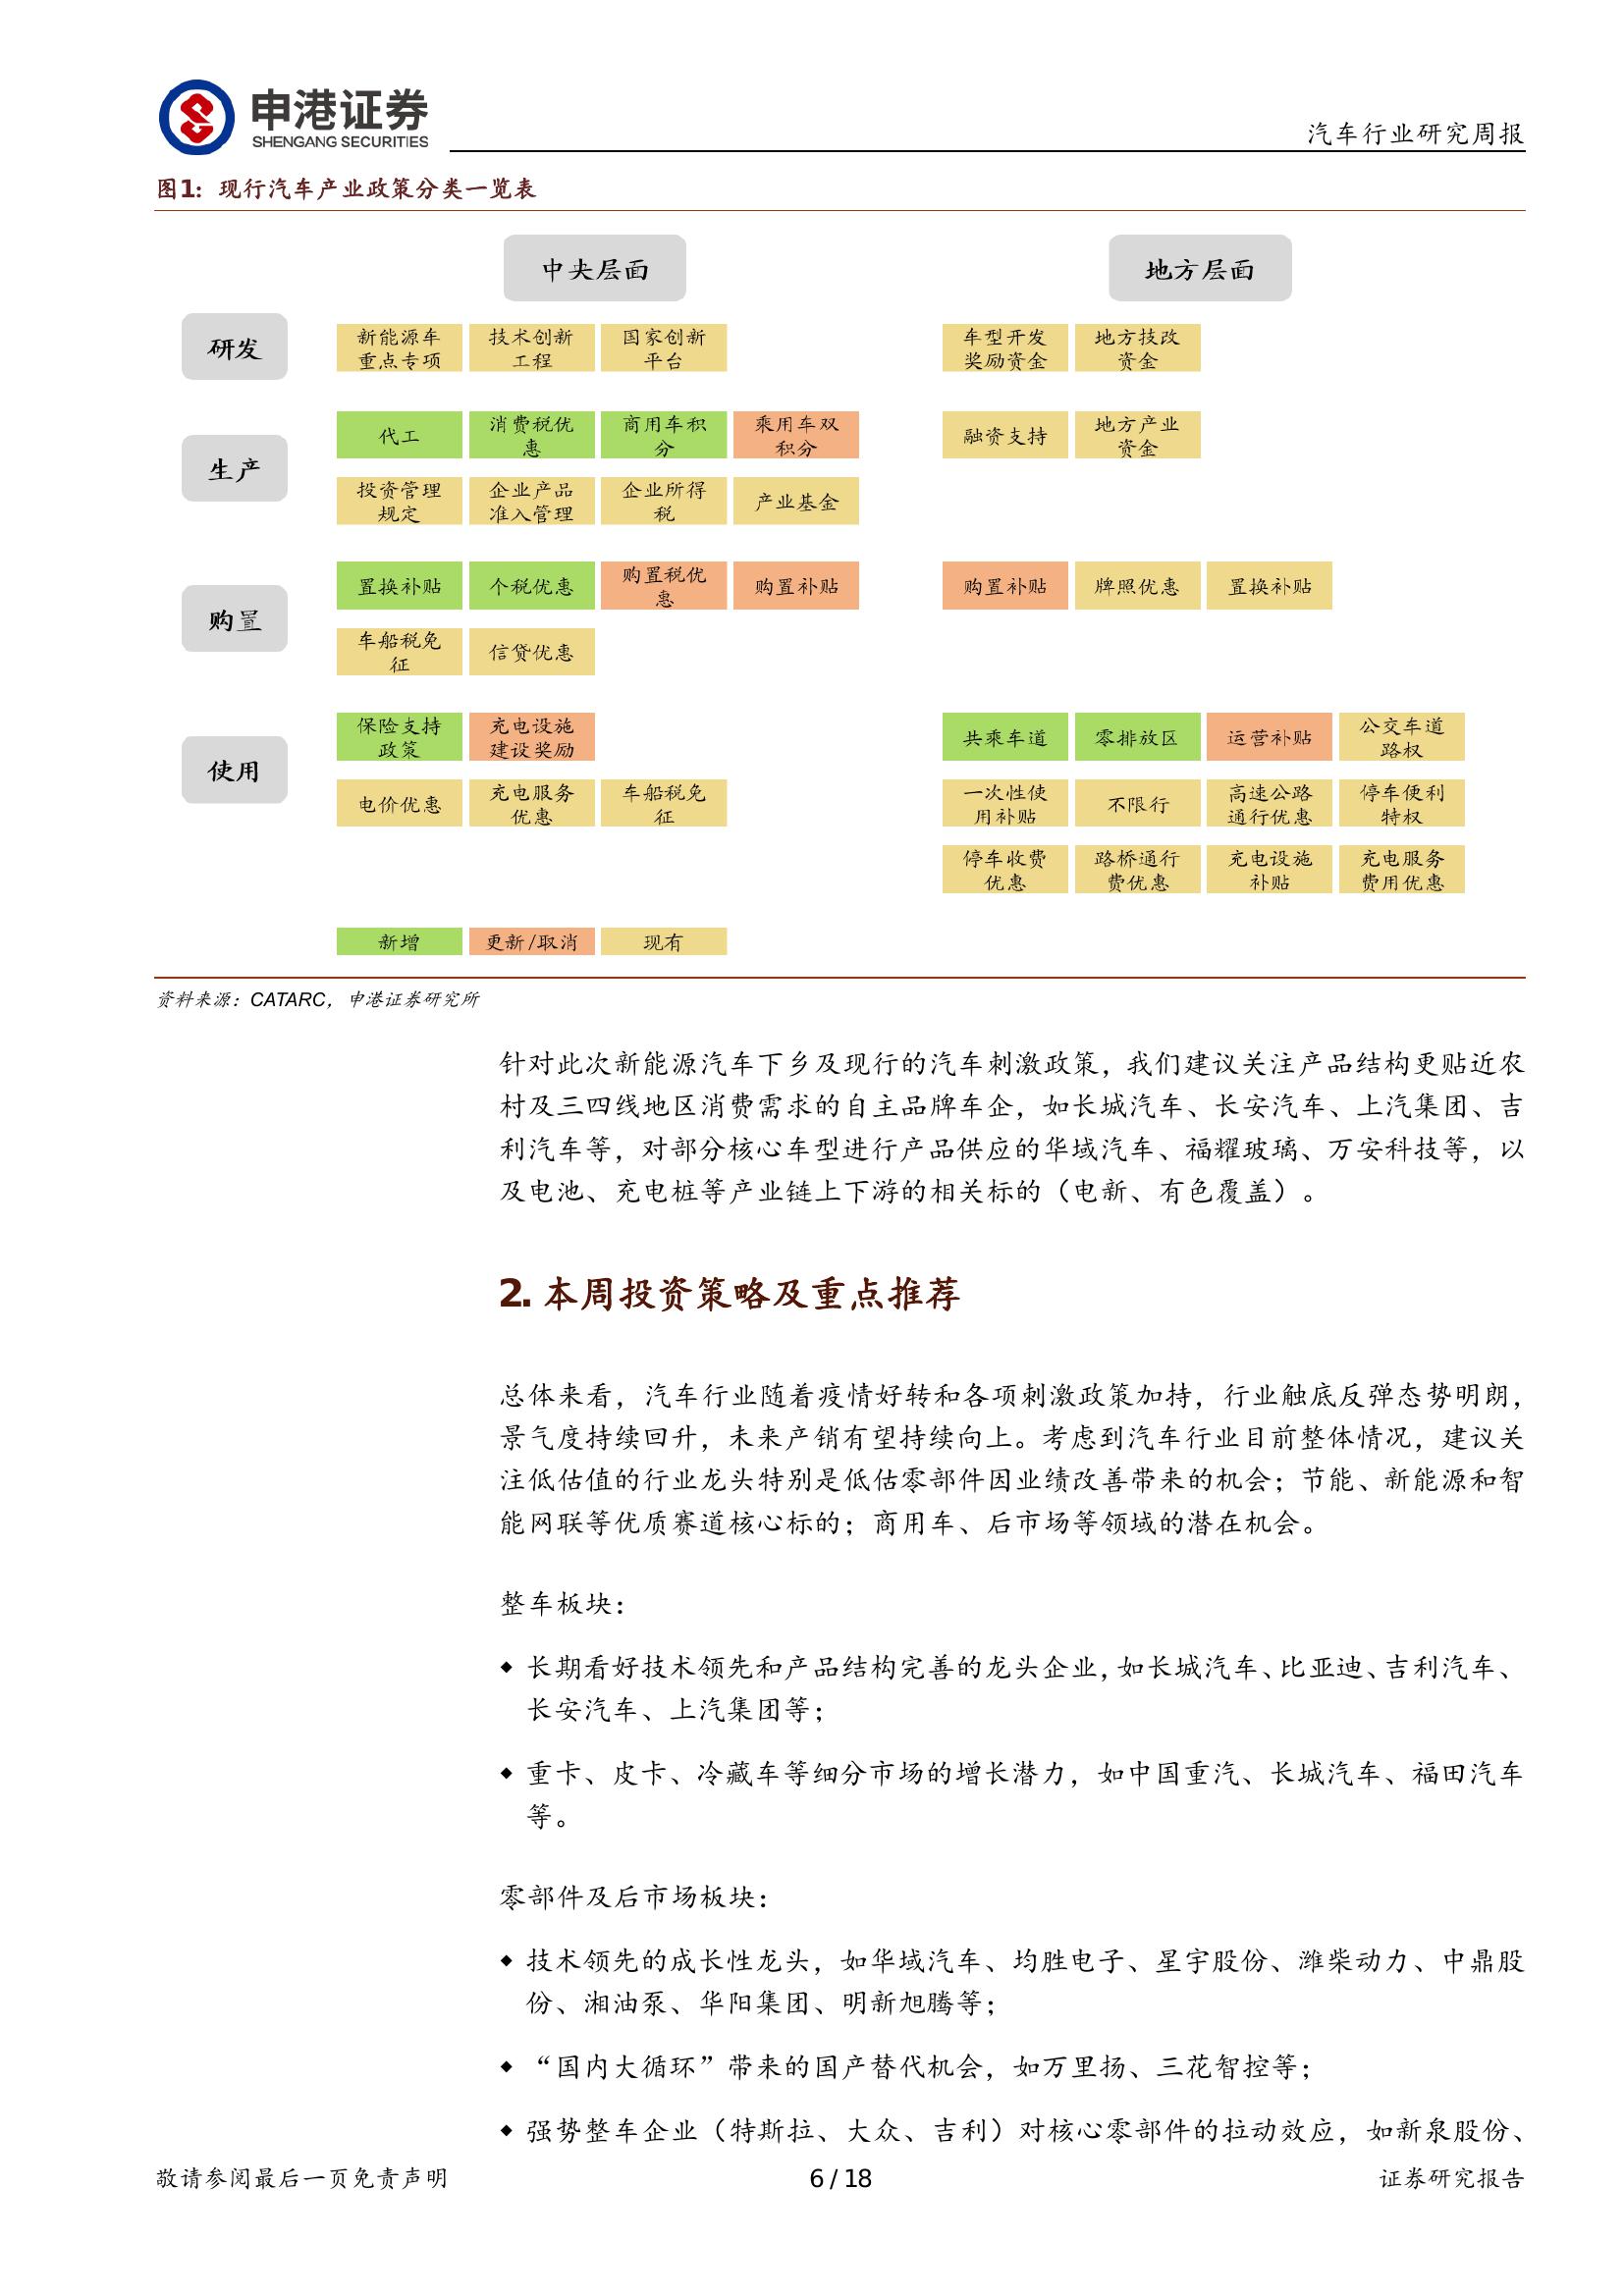 申港证券
SHENGANG SECURITIES
汽车行业研究周报
图1: 现行汽车产业政策分类一览表
中央层面
地方层面
研发
新能源车
重点专项
技术创新
工程
国家创新
平台
车型开发
奖励资金
地方技改
资金
生产
代工
消费税优
惠
商用车积
分
乘用车双
积分
融资支持
地方产业
资金
投资管理
规定
企业产品
准入管理
企业所得
税
产业基金
购置
置换补贴
个税优惠
购置税优
惠
购置补贴
购置补贴
牌照优惠
置换补贴
车船税免
征
信贷优惠
使用
保险支持
政策
充电设施
建设奖励
共乘车道
零排放区
运营补贴
公交车道
路权
电价优惠
充电服务
优惠
车船税免
征
一次性使
用补贴
不限行
高速公路
通行优惠
停车便利
特权
停车收费
优惠
路桥通行
费优惠
充电设施
补贴
充电服务
费用优惠
新增
更新/取消
现有
资料来源：CATARC，申港证券研究所
针对此次新能源汽车下乡及现行的汽车刺激政策，我们建议关注产品结构更贴近农
村及三四线地区消费需求的自主品牌车企，如长城汽车、长安汽车、上汽集团、吉
利汽车等，对部分核心车型进行产品供应的华域汽车、福耀玻璃、万安科技等，以
及电池、充电桩等产业链上下游的相关标的（电新、有色覆盖）。
2. 本周投资策略及重点推荐
总体来看，汽车行业随着疫情好转和各项刺激政策加持，行业触底反弹态势明朗，
景气度持续回升，未来产销有望持续向上。考虑到汽车行业目前整体情况，建议关
注低估值的行业龙头特别是低估零部件因业绩改善带来的机会；节能、新能源和智
能网联等优质赛道核心标的；商用车、后市场等领域的潜在机会。
整车板块：
◆ 长期看好技术领先和产品结构完善的龙头企业，如长城汽车、比亚迪、吉利汽车、
长安汽车、上汽集团等；
◆ 重卡、皮卡、冷藏车等细分市场的增长潜力，如中国重汽、长城汽车、福田汽车
等。
零部件及后市场板块：
◆ 技术领先的成长性龙头，如华域汽车、均胜电子、星宇股份、潍柴动力、中鼎股
份、湘油泵、华阳集团、明新旭腾等；
◆ “国内大循环”带来的国产替代机会，如万里扬、三花智控等；
◆ 强势整车企业（特斯拉、大众、吉利）对核心零部件的拉动效应，如新泉股份、
敬请参阅最后一页免责声明
6 / 18
证券研究报告